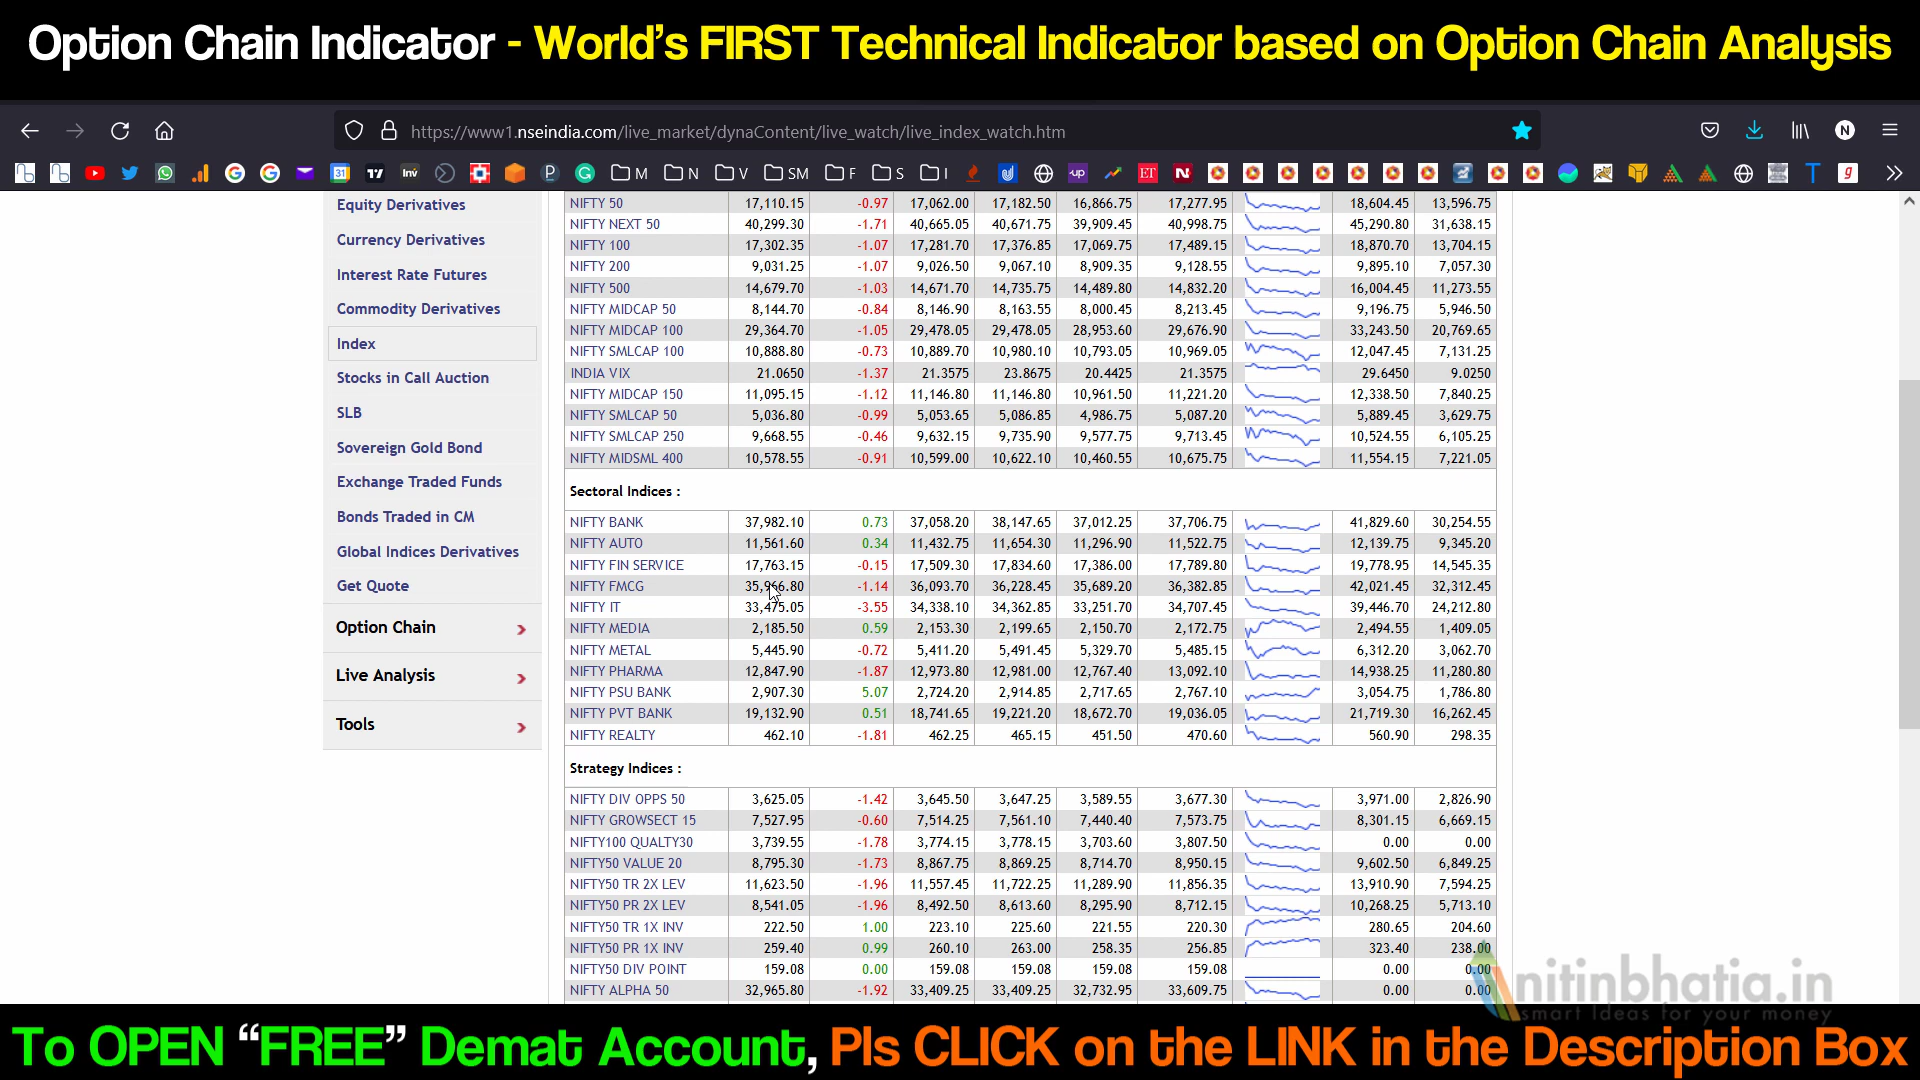 Option Chain Indicator - World's FIRST Technical Indicator based on Option Chain Analysis
https://www1.nseindia.com/live_market/dynaContent/live_watch/live_index_watch.htm
M N V SM F S I
Equity Derivatives
Currency Derivatives
Interest Rate Futures
Commodity Derivatives
Index
Stocks in Call Auction
SLB
Sovereign Gold Bond
Exchange Traded Funds
Bonds Traded in CM
Global Indices Derivatives
Get Quote
Option Chain
Live Analysis
Tools
NIFTY 50 17,110.15 -0.97 17,062.00 17,182.50 16,866.75 17,277.95 18,604.45 13,596.75
NIFTY NEXT 50 40,299.30 -1.71 40,665.05 40,671.75 39,909.45 40,998.75 45,290.80 31,638.15
NIFTY 100 17,302.35 -1.07 17,281.70 17,376.85 17,069.75 17,489.15 18,870.70 13,704.15
NIFTY 200 9,031.25 -1.07 9,026.50 9,067.10 8,909.35 9,128.55 9,895.10 7,057.30
NIFTY 500 14,679.70 -1.03 14,671.70 14,735.75 14,489.80 14,832.20 16,004.45 11,273.55
NIFTY MIDCAP 50 8,144.70 -0.84 8,146.90 8,163.55 8,000.45 8,213.45 9,196.75 5,946.50
NIFTY MIDCAP 100 29,364.70 -1.05 29,478.05 29,478.05 28,953.60 29,676.90 33,243.50 20,769.65
NIFTY SMLCAP 100 10,888.80 -0.73 10,889.70 10,980.10 10,793.05 10,969.05 12,047.45 7,131.25
INDIA VIX 21.0650 -1.37 21.3575 23.8675 20.4425 21.3575 29.6450 9.0250
NIFTY MIDCAP 150 11,095.15 -1.12 11,146.80 11,146.80 10,961.50 11,221.20 12,338.50 7,840.25
NIFTY SMLCAP 50 5,036.80 -0.99 5,053.65 5,086.85 4,986.75 5,087.20 5,889.45 3,629.75
NIFTY SMLCAP 250 9,668.55 -0.46 9,632.15 9,735.90 9,577.75 9,713.45 10,524.55 6,105.25
NIFTY MIDSML 400 10,578.55 -0.91 10,599.00 10,622.10 10,460.55 10,675.75 11,554.15 7,221.05
Sectoral Indices :
NIFTY BANK 37,982.10 0.73 37,058.20 38,147.65 37,012.25 37,706.75 41,829.60 30,254.55
NIFTY AUTO 11,561.60 0.34 11,432.75 11,654.30 11,296.90 11,522.75 12,139.75 9,345.20
NIFTY FIN SERVICE 17,763.15 -0.15 17,509.30 17,834.60 17,386.00 17,789.80 19,778.95 14,545.35
NIFTY FMCG 35,966.80 -1.14 36,093.70 36,228.45 35,689.20 36,382.85 42,021.45 32,312.45
NIFTY IT 33,475.05 -3.55 34,338.10 34,362.85 33,251.70 34,707.45 39,446.70 24,212.80
NIFTY MEDIA 2,185.50 0.59 2,153.30 2,199.65 2,150.70 2,172.75 2,494.55 1,409.05
NIFTY METAL 5,445.90 -0.72 5,411.20 5,491.45 5,329.70 5,485.15 6,312.20 3,062.70
NIFTY PHARMA 12,847.90 -1.87 12,973.80 12,981.00 12,767.40 13,092.10 14,938.25 11,280.80
NIFTY PSU BANK 2,907.30 5.07 2,724.20 2,914.85 2,717.65 2,767.10 3,054.75 1,786.80
NIFTY PVT BANK 19,132.90 0.51 18,741.65 19,221.20 18,672.70 19,036.05 21,719.30 16,262.45
NIFTY REALTY 462.10 -1.81 462.25 465.15 451.50 470.60 560.90 298.35
Strategy Indices :
NIFTY DIV OPPS 50 3,625.05 -1.42 3,645.50 3,647.25 3,589.55 3,677.30 3,971.00 2,826.90
NIFTY GROWSECT 15 7,527.95 -0.60 7,514.25 7,561.10 7,440.40 7,573.75 8,301.15 6,669.15
NIFTY100 QUALTY30 3,739.55 -1.78 3,774.15 3,778.15 3,703.60 3,807.50 0.00 0.00
NIFTY50 VALUE 20 8,795.30 -1.73 8,867.75 8,869.25 8,714.70 8,950.15 9,602.50 6,849.25
NIFTY50 TR 2X LEV 11,623.50 -1.96 11,557.45 11,722.25 11,289.90 11,856.35 13,910.90 7,594.25
NIFTY50 PR 2X LEV 8,541.05 -1.96 8,492.50 8,613.60 8,295.90 8,712.15 10,268.25 5,713.10
NIFTY50 TR 1X INV 222.50 1.00 223.10 225.60 221.55 220.30 280.65 204.60
NIFTY50 PR 1X INV 259.40 0.99 260.10 263.00 258.35 256.85 323.40 238.00
NIFTY50 DIV POINT 159.08 0.00 159.08 159.08 159.08 159.08 0.00 0.00
NIFTY ALPHA 50 32,965.80 -1.92 33,409.25 33,409.25 32,732.95 33,609.75 0.00 0.00
nitinbhatia.in
smart Ideas for your money
To OPEN “FREE” Demat Account, Pls CLICK on the LINK in the Description Box